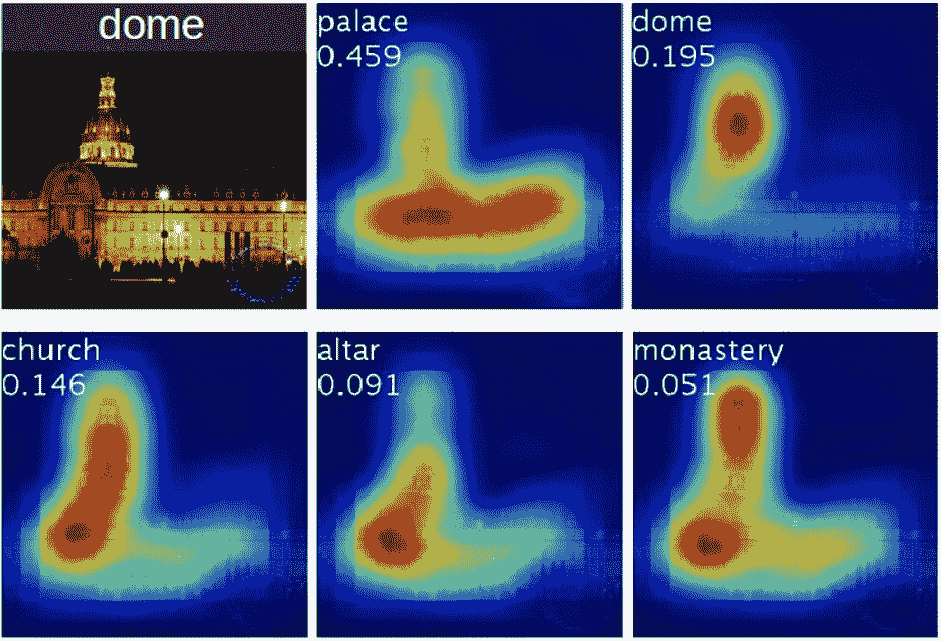 dome
palace
0.459
dome
0.195
church
0.146
altar
0.091
monastery
0.051